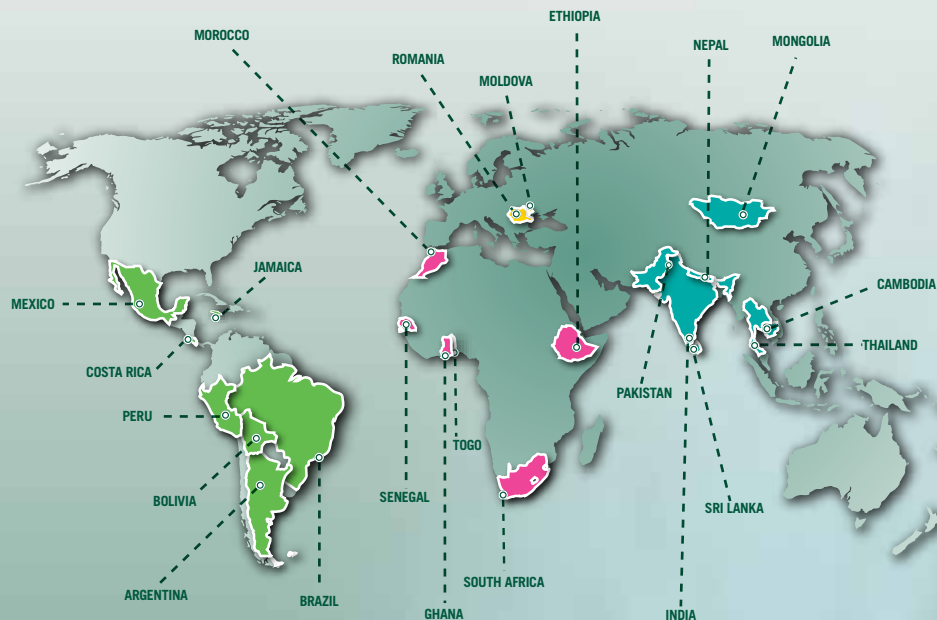 ETHIOPIA
MOROCCO
NEPAL
MONGOLIA
ROMANIA
MOLDOVA
JAMAICA
MEXICO
CAMBODIA
THAILAND
COSTA RICA
PAKISTAN
PERU
TOGO
SENEGAL
BOLIVIA
SRI LANKA
SOUTH AFRICA
ARGENTINA
BRAZIL
GHANA
INDIA